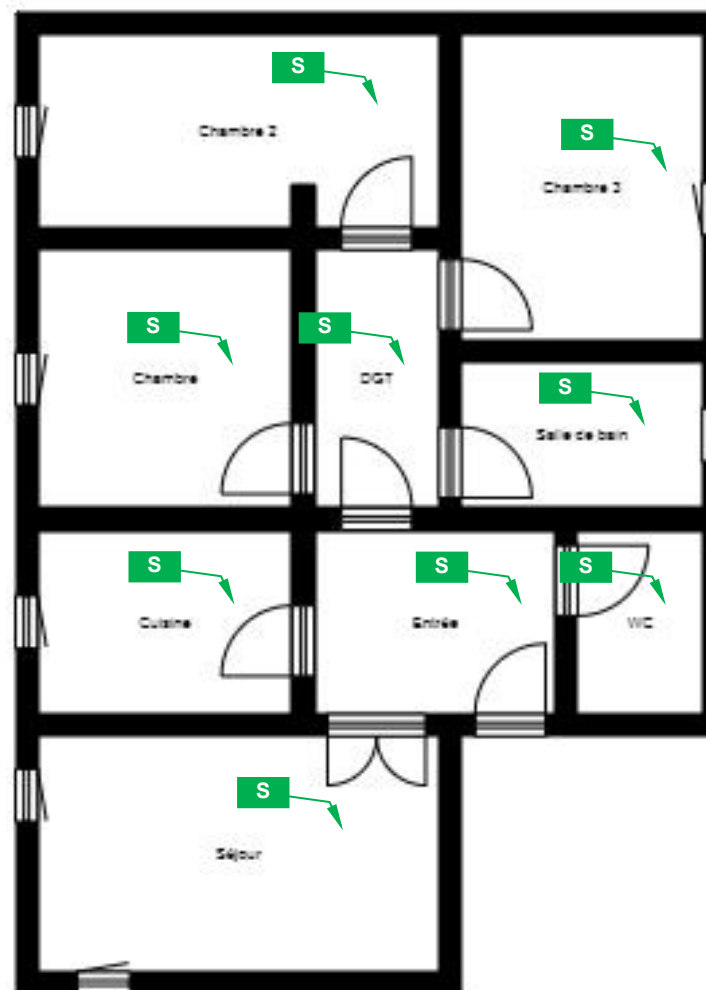 S
Chambre 2
S
Chambre 3
S
Chambre
S
DGT
S
Salle de bain
S
Cuisine
S
Entrée
S
WC
S
Séjour